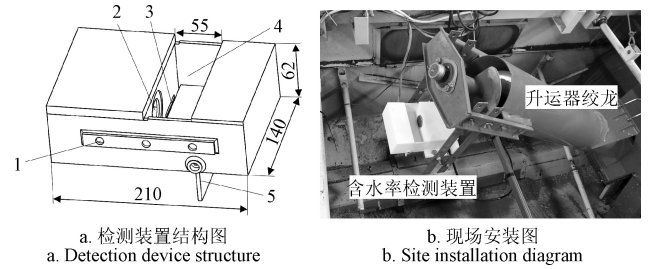 2
3
55
4
62
140
1
5
210
升运器绞龙
含水率检测装置
a. 检测装置结构图
a. Detection device structure
b. 现场安装图
b. Site installation diagram